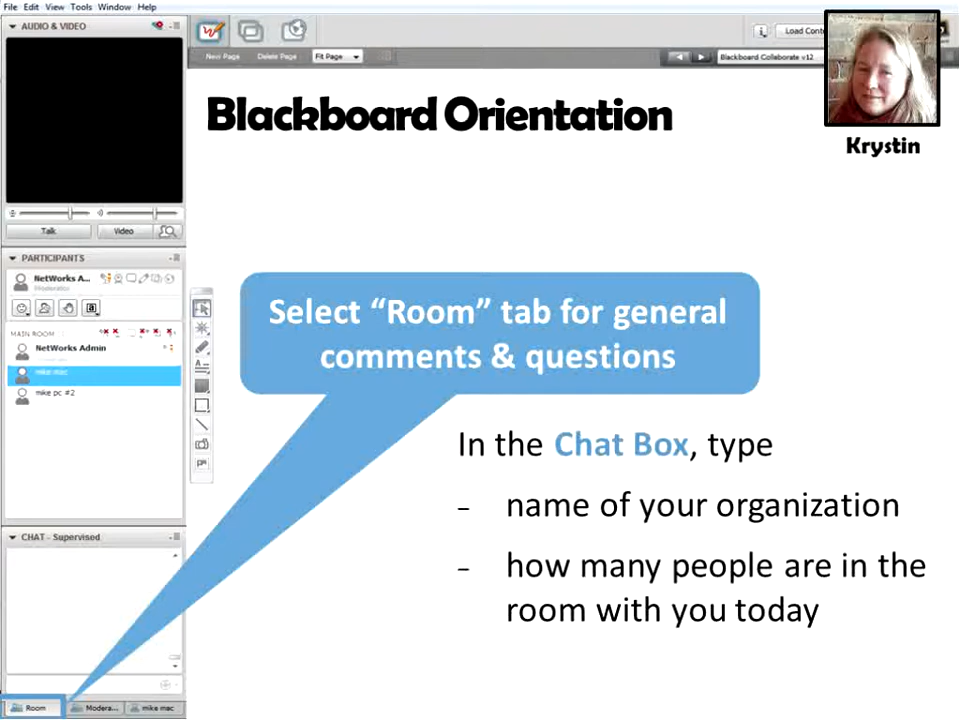 File Edit View Tools Window Help
AUDIO & VIDEO
Talk
Video
PARTICIPANTS
NetWorks A...
Moderator
MAIN ROOM
NetWorks Admin
mike mac
mike pc #2
CHAT - Supervised
Room
Modera...
mike mac
New Page
Delete Page
Fit Page
Load Cont
Blackboard Collaborate v12
Blackboard Orientation
Krystin
Select “Room” tab for general
comments & questions
In the Chat Box, type
– name of your organization
– how many people are in the
room with you today